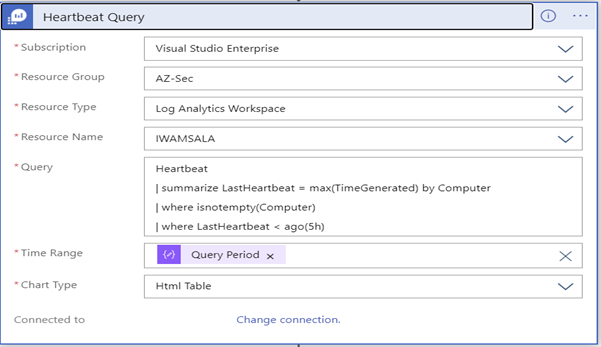 Heartbeat Query
* Subscription Visual Studio Enterprise
* Resource Group AZ-Sec
* Resource Type Log Analytics Workspace
* Resource Name IWAMSALA
* Query Heartbeat
| summarize LastHeartbeat = max(TimeGenerated) by Computer
| where isnotempty(Computer)
| where LastHeartbeat < ago(5h)
* Time Range Query Period ×
* Chart Type Html Table
Connected to Change connection.